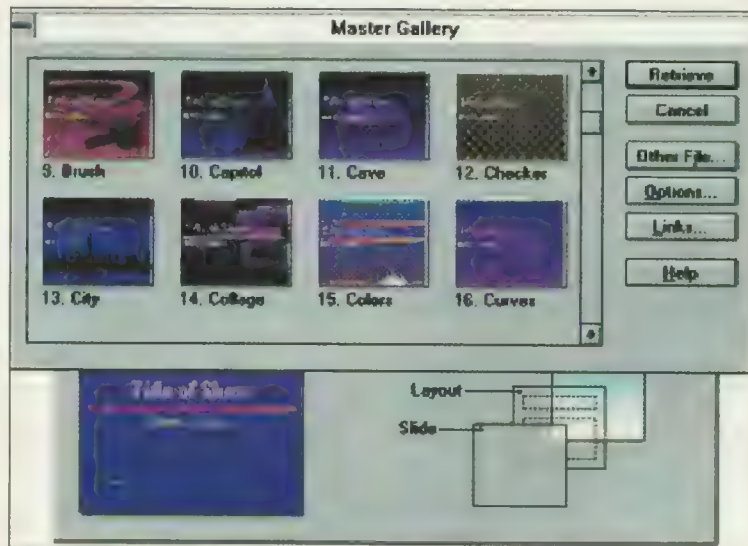 Master Gallery
9. Brush
10. Capitol
11. Cave
12. Checker
13. City
14. Collage
15. Colors
16. Curves
Retrieve
Cancel
Other File...
Options...
Links...
Help
Title of Show
Layout
Slide